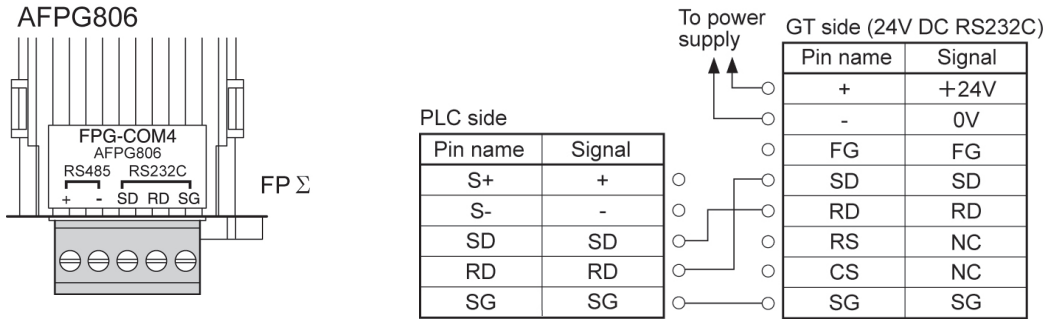 AFPG806
FPG-COM4
AFPG806
RS485 RS232C
+ - SD RD SG
FP Σ
To power
supply
PLC side
Pin name Signal
S+ +
S- -
SD SD
RD RD
SG SG
GT side (24V DC RS232C)
Pin name Signal
+ +24V
- 0V
FG FG
SD SD
RD RD
RS NC
CS NC
SG SG